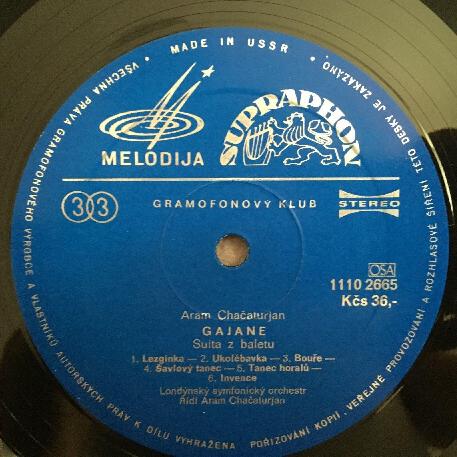 MADE IN USSR
VŠECHNA PRÁVA GRAMOFONOVÉHO VÝROBCE A VLASTNÍKŮ AUTORSKÝCH PRÁV K DÍLU VYHRAŽENA · POŘIZOVÁNÍ KOPIÍ · VEŘEJNÉ PROVOZOVÁNÍ A ROZHLASOVÉ ŠÍŘENÍ TÉTO DESKY JE ZAKÁZÁNO
MELODIJA
SUPRAPHON
33
GRAMOFONOVÝ KLUB
STEREO
OSA
1110 2665
Kčs 36,-
Aram Chačaturjan
GAJANE
Suita z baletu
1. Lezginka — 2. Ukolébavka — 3. Bouře —
4. Šavlový tanec — 5. Tanec horalů —
6. Invence
Londýnský symfonický orchestr
Řídí Aram Chačaturjan